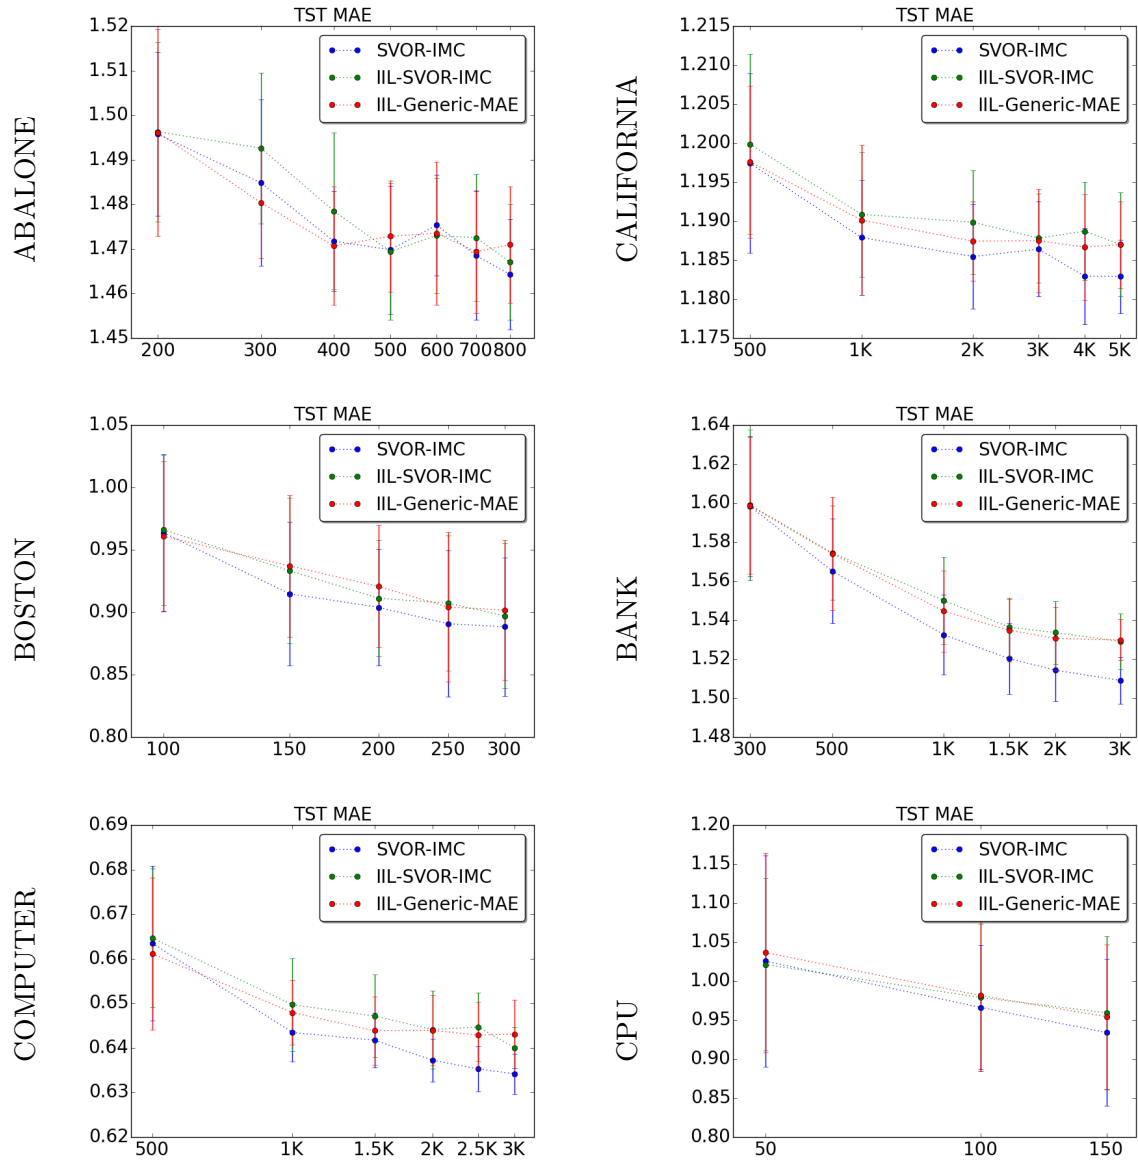 ABALONE
TST MAE
1.52
1.51
1.50
1.49
1.48
1.47
1.46
1.45
SVOR-IMC
IIL-SVOR-IMC
IIL-Generic-MAE
200 300 400 500 600 700 800
CALIFORNIA
TST MAE
1.215
1.210
1.205
1.200
1.195
1.190
1.185
1.180
1.175
SVOR-IMC
IIL-SVOR-IMC
IIL-Generic-MAE
500 1K 2K 3K 4K 5K
BOSTON
TST MAE
1.05
1.00
0.95
0.90
0.85
0.80
SVOR-IMC
IIL-SVOR-IMC
IIL-Generic-MAE
100 150 200 250 300
BANK
TST MAE
1.64
1.62
1.60
1.58
1.56
1.54
1.52
1.50
1.48
SVOR-IMC
IIL-SVOR-IMC
IIL-Generic-MAE
300 500 1K 1.5K 2K 3K
COMPUTER
TST MAE
0.69
0.68
0.67
0.66
0.65
0.64
0.63
0.62
SVOR-IMC
IIL-SVOR-IMC
IIL-Generic-MAE
500 1K 1.5K 2K 2.5K 3K
CPU
TST MAE
1.20
1.15
1.10
1.05
1.00
0.95
0.90
0.85
0.80
SVOR-IMC
IIL-SVOR-IMC
IIL-Generic-MAE
50 100 150